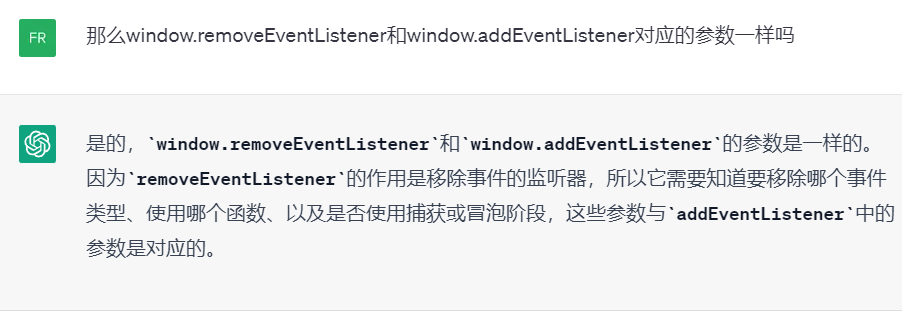 FR
那么window.removeEventListener和window.addEventListener对应的参数一样吗
是的，`window.removeEventListener`和`window.addEventListener`的参数是一样的。
因为`removeEventListener`的作用是移除事件的监听器，所以它需要知道要移除哪个事件
类型、使用哪个函数、以及是否使用捕获或冒泡阶段，这些参数与`addEventListener`中的
参数是对应的。